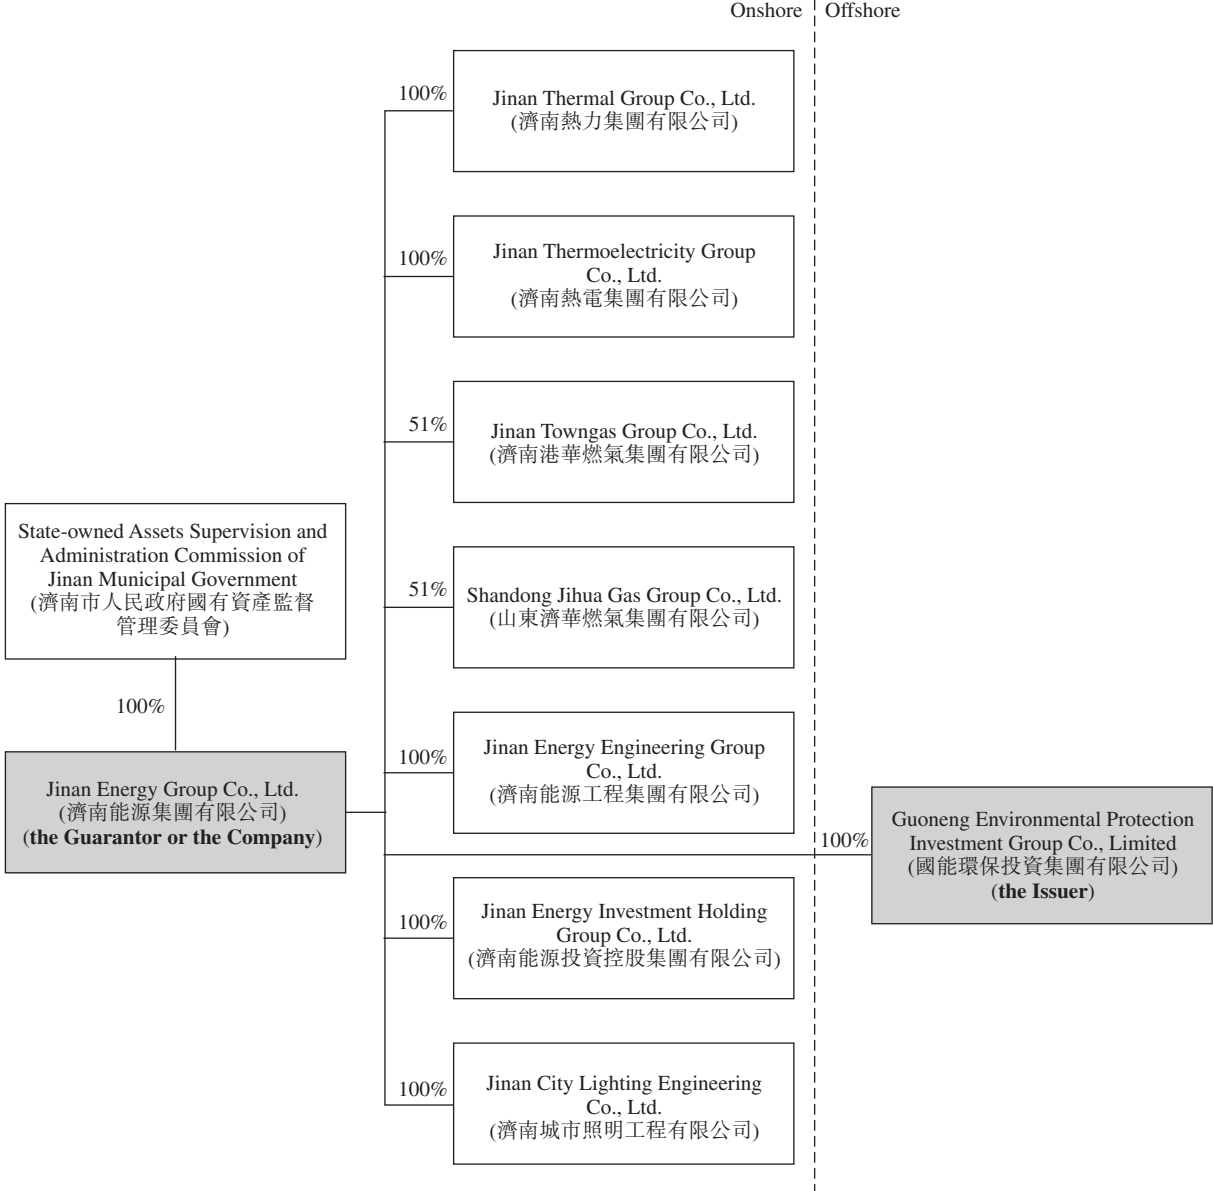 Onshore
Offshore
100%
Jinan Thermal Group Co., Ltd.
(濟南熱力集團有限公司)
100%
Jinan Thermoelectricity Group
Co., Ltd.
(濟南熱電集團有限公司)
51%
Jinan Towngas Group Co., Ltd.
(濟南港華燃氣集團有限公司)
State-owned Assets Supervision and
Administration Commission of
Jinan Municipal Government
(濟南市人民政府國有資產監督
管理委員會)
51%
Shandong Jihua Gas Group Co., Ltd.
(山東濟華燃氣集團有限公司)
100%
100%
Jinan Energy Engineering Group
Co., Ltd.
(濟南能源工程集團有限公司)
Jinan Energy Group Co., Ltd.
(濟南能源集團有限公司)
(the Guarantor or the Company)
100%
Guoneng Environmental Protection
Investment Group Co., Limited
(國能環保投資集團有限公司)
(the Issuer)
100%
Jinan Energy Investment Holding
Group Co., Ltd.
(濟南能源投資控股集團有限公司)
100%
Jinan City Lighting Engineering
Co., Ltd.
(濟南城市照明工程有限公司)